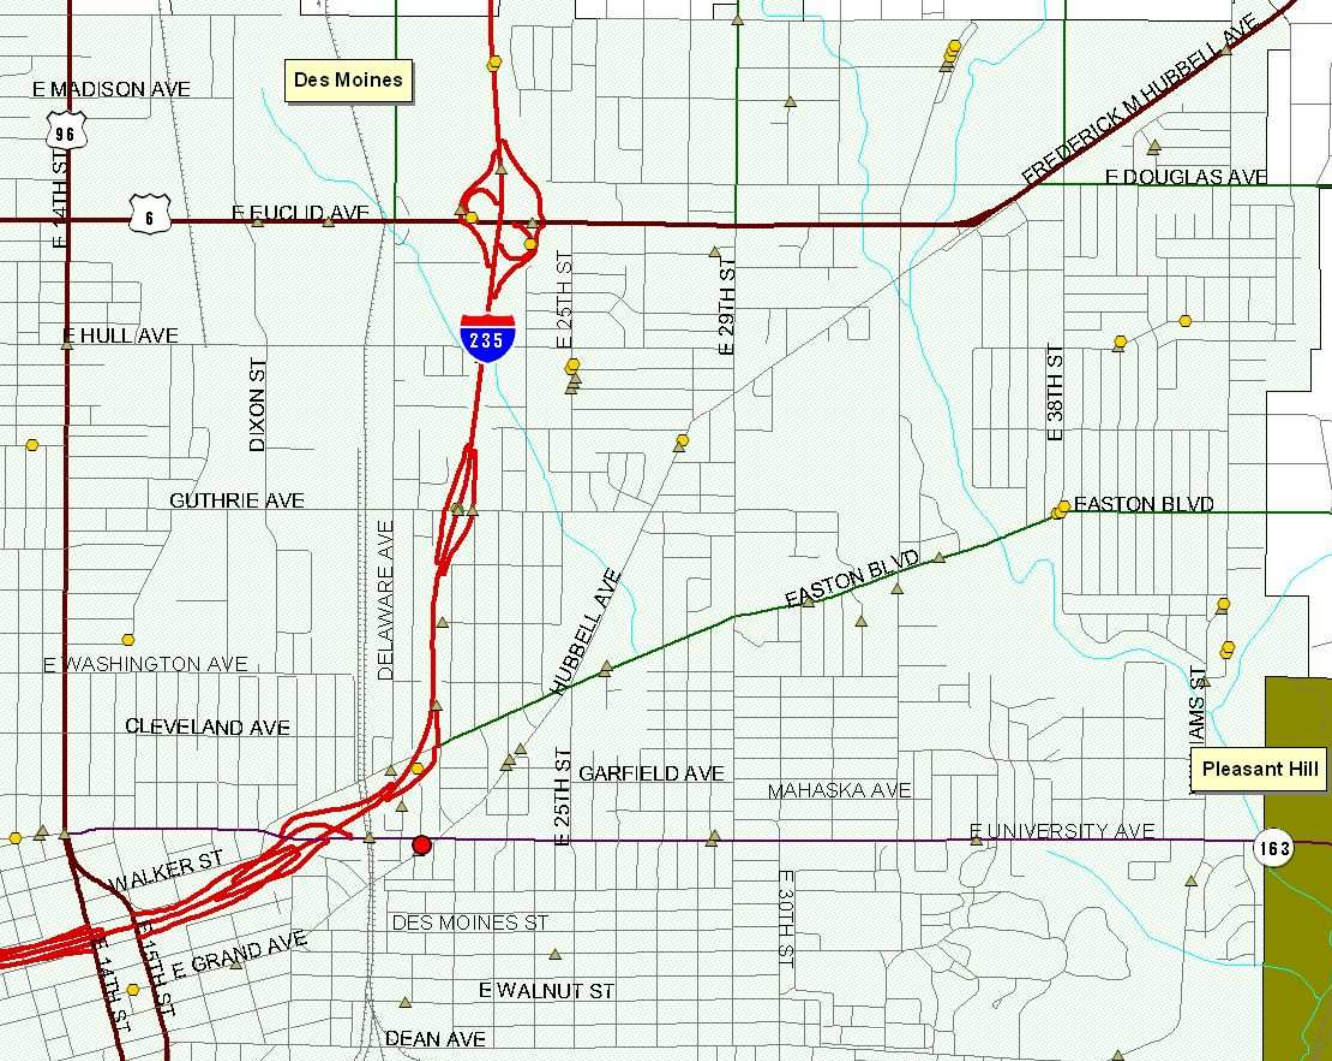 Des Moines
E MADISON AVE
96
E 14TH ST
6
E EUCLID AVE
FREDERICK M HUBBELL AVE
E DOUGLAS AVE
E 25TH ST
E 29TH ST
E HULL AVE
235
DIXON ST
E 38TH ST
GUTHRIE AVE
DELAWARE AVE
EASTON BLVD
EASTON BLVD
HUBBELL AVE
E WASHINGTON AVE
CLEVELAND AVE
E 25TH ST
GARFIELD AVE
MAHASKA AVE
Pleasant Hill
E UNIVERSITY AVE
163
WALKER ST
E 30TH ST
DES MOINES ST
E GRAND AVE
E 14TH ST
E 15TH ST
E WALNUT ST
DEAN AVE